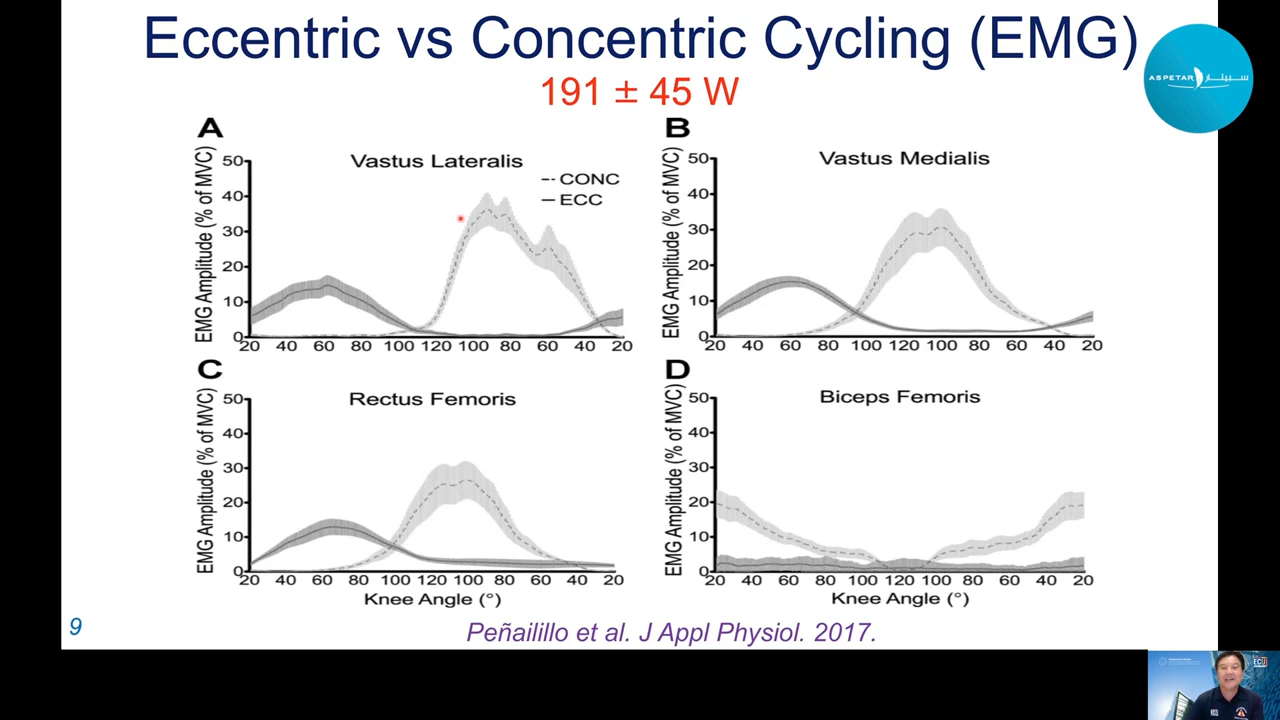 Eccentric vs Concentric Cycling (EMG)
191 ± 45 W
ASPETAR سبيتار
A
Vastus Lateralis
EMG Amplitude (% of MVC)
50
40
30
20
10
0
20 40 60 80 100 120 100 80 60 40 20
CONC
ECC
B
Vastus Medialis
EMG Amplitude (% of MVC)
50
40
30
20
10
0
20 40 60 80 100 120 100 80 60 40 20
C
Rectus Femoris
EMG Amplitude (% of MVC)
50
40
30
20
10
0
20 40 60 80 100 120 100 80 60 40 20
Knee Angle (°)
D
Biceps Femoris
EMG Amplitude (% of MVC)
50
40
30
20
10
0
20 40 60 80 100 120 100 80 60 40 20
Knee Angle (°)
9
Peñailillo et al. J Appl Physiol. 2017.
ECU